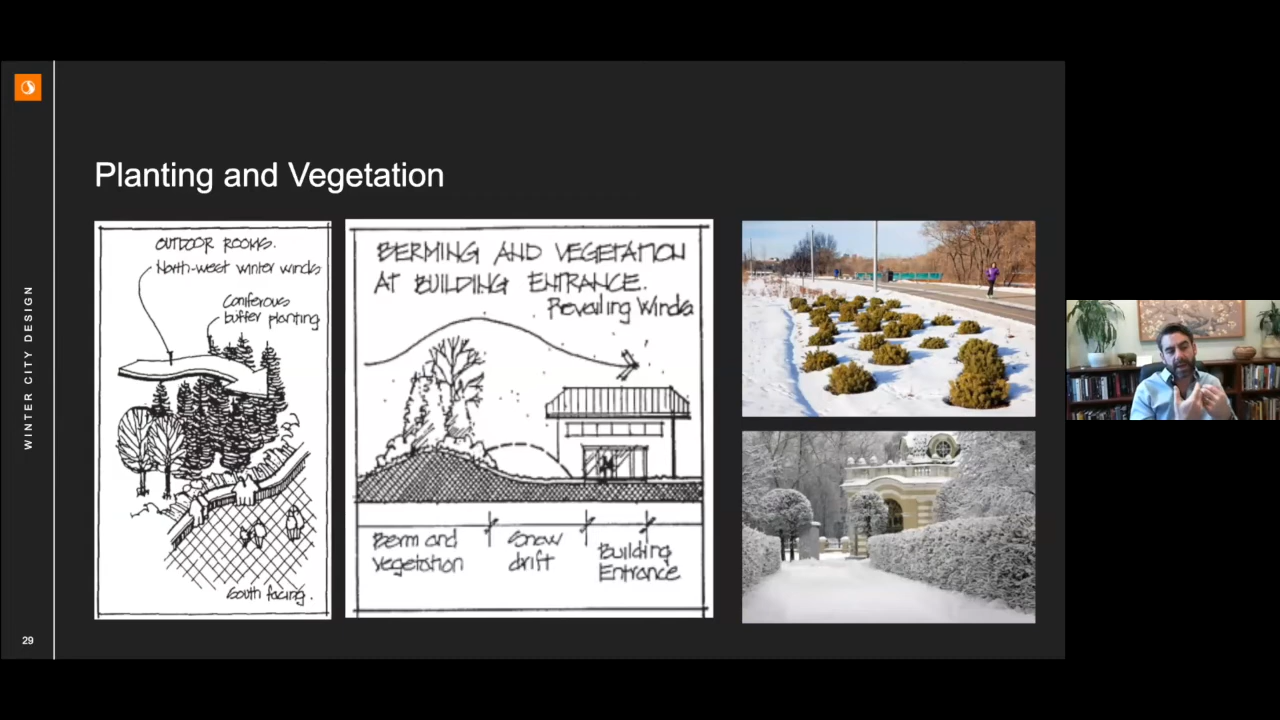 Planting and Vegetation
OUTDOOR ROOMS.
North-west winter winds
Coniferous
buffer planting
South facing.
BERMING AND VEGETATION
AT BUILDING ENTRANCE.
Prevailing Winds
Berm and
vegetation
Snow
drift
Building
Entrance
WINTER CITY DESIGN
29